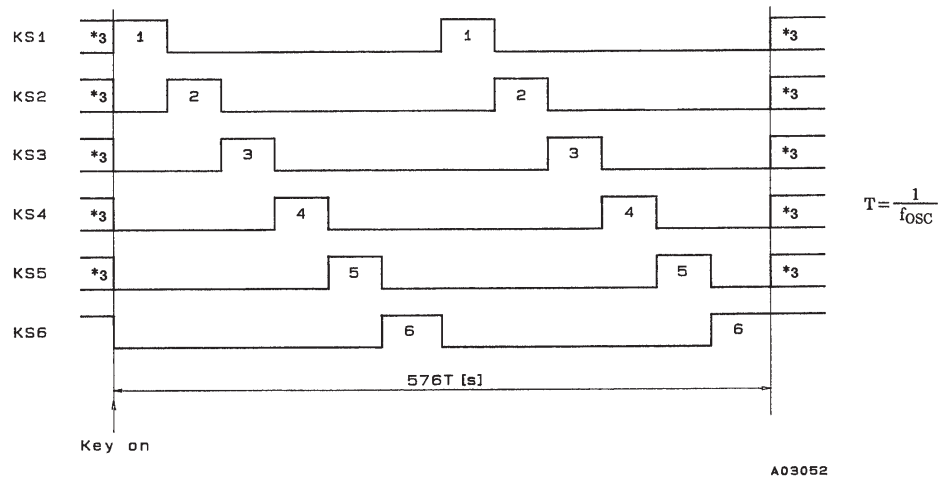 KS1 *3 1 1 *3
KS2 *3 2 2 *3
KS3 *3 3 3 *3
KS4 *3 4 4 *3
T=1/fOSC
KS5 *3 5 5 *3
KS6 6 6
576T [s]
Key on
A03052